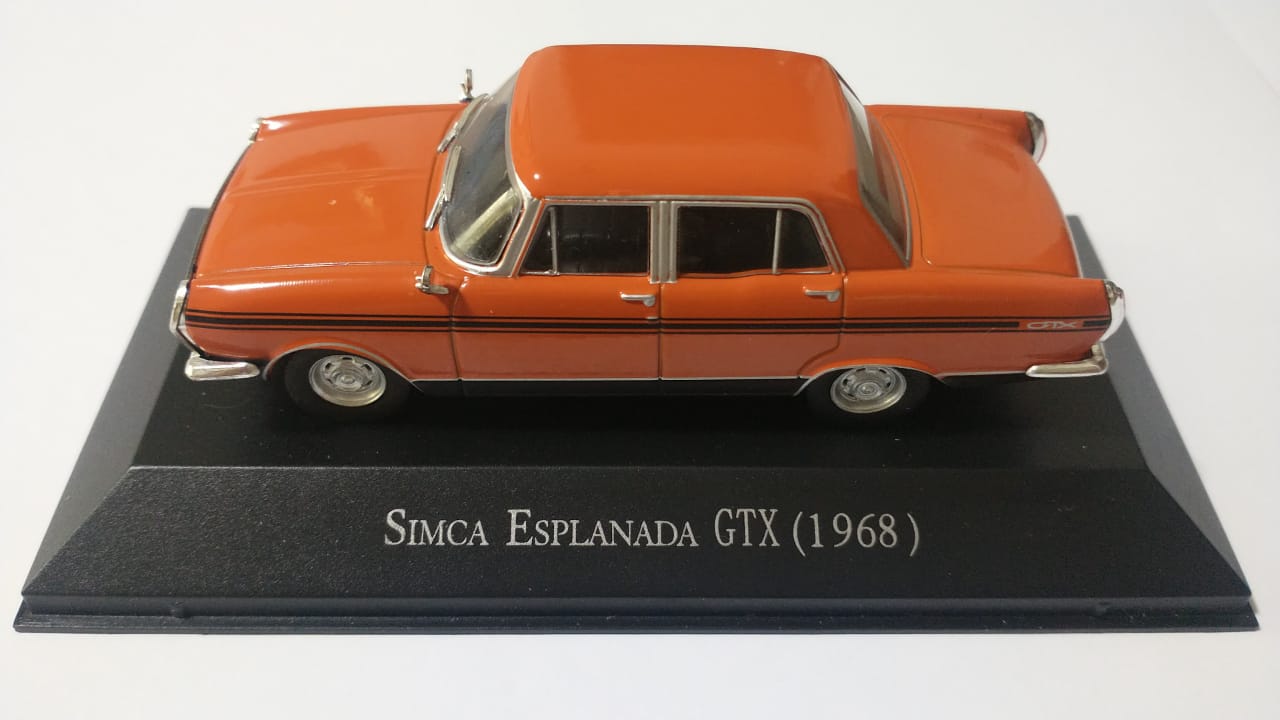 GTX
SIMCA ESPLANADA GTX (1968)